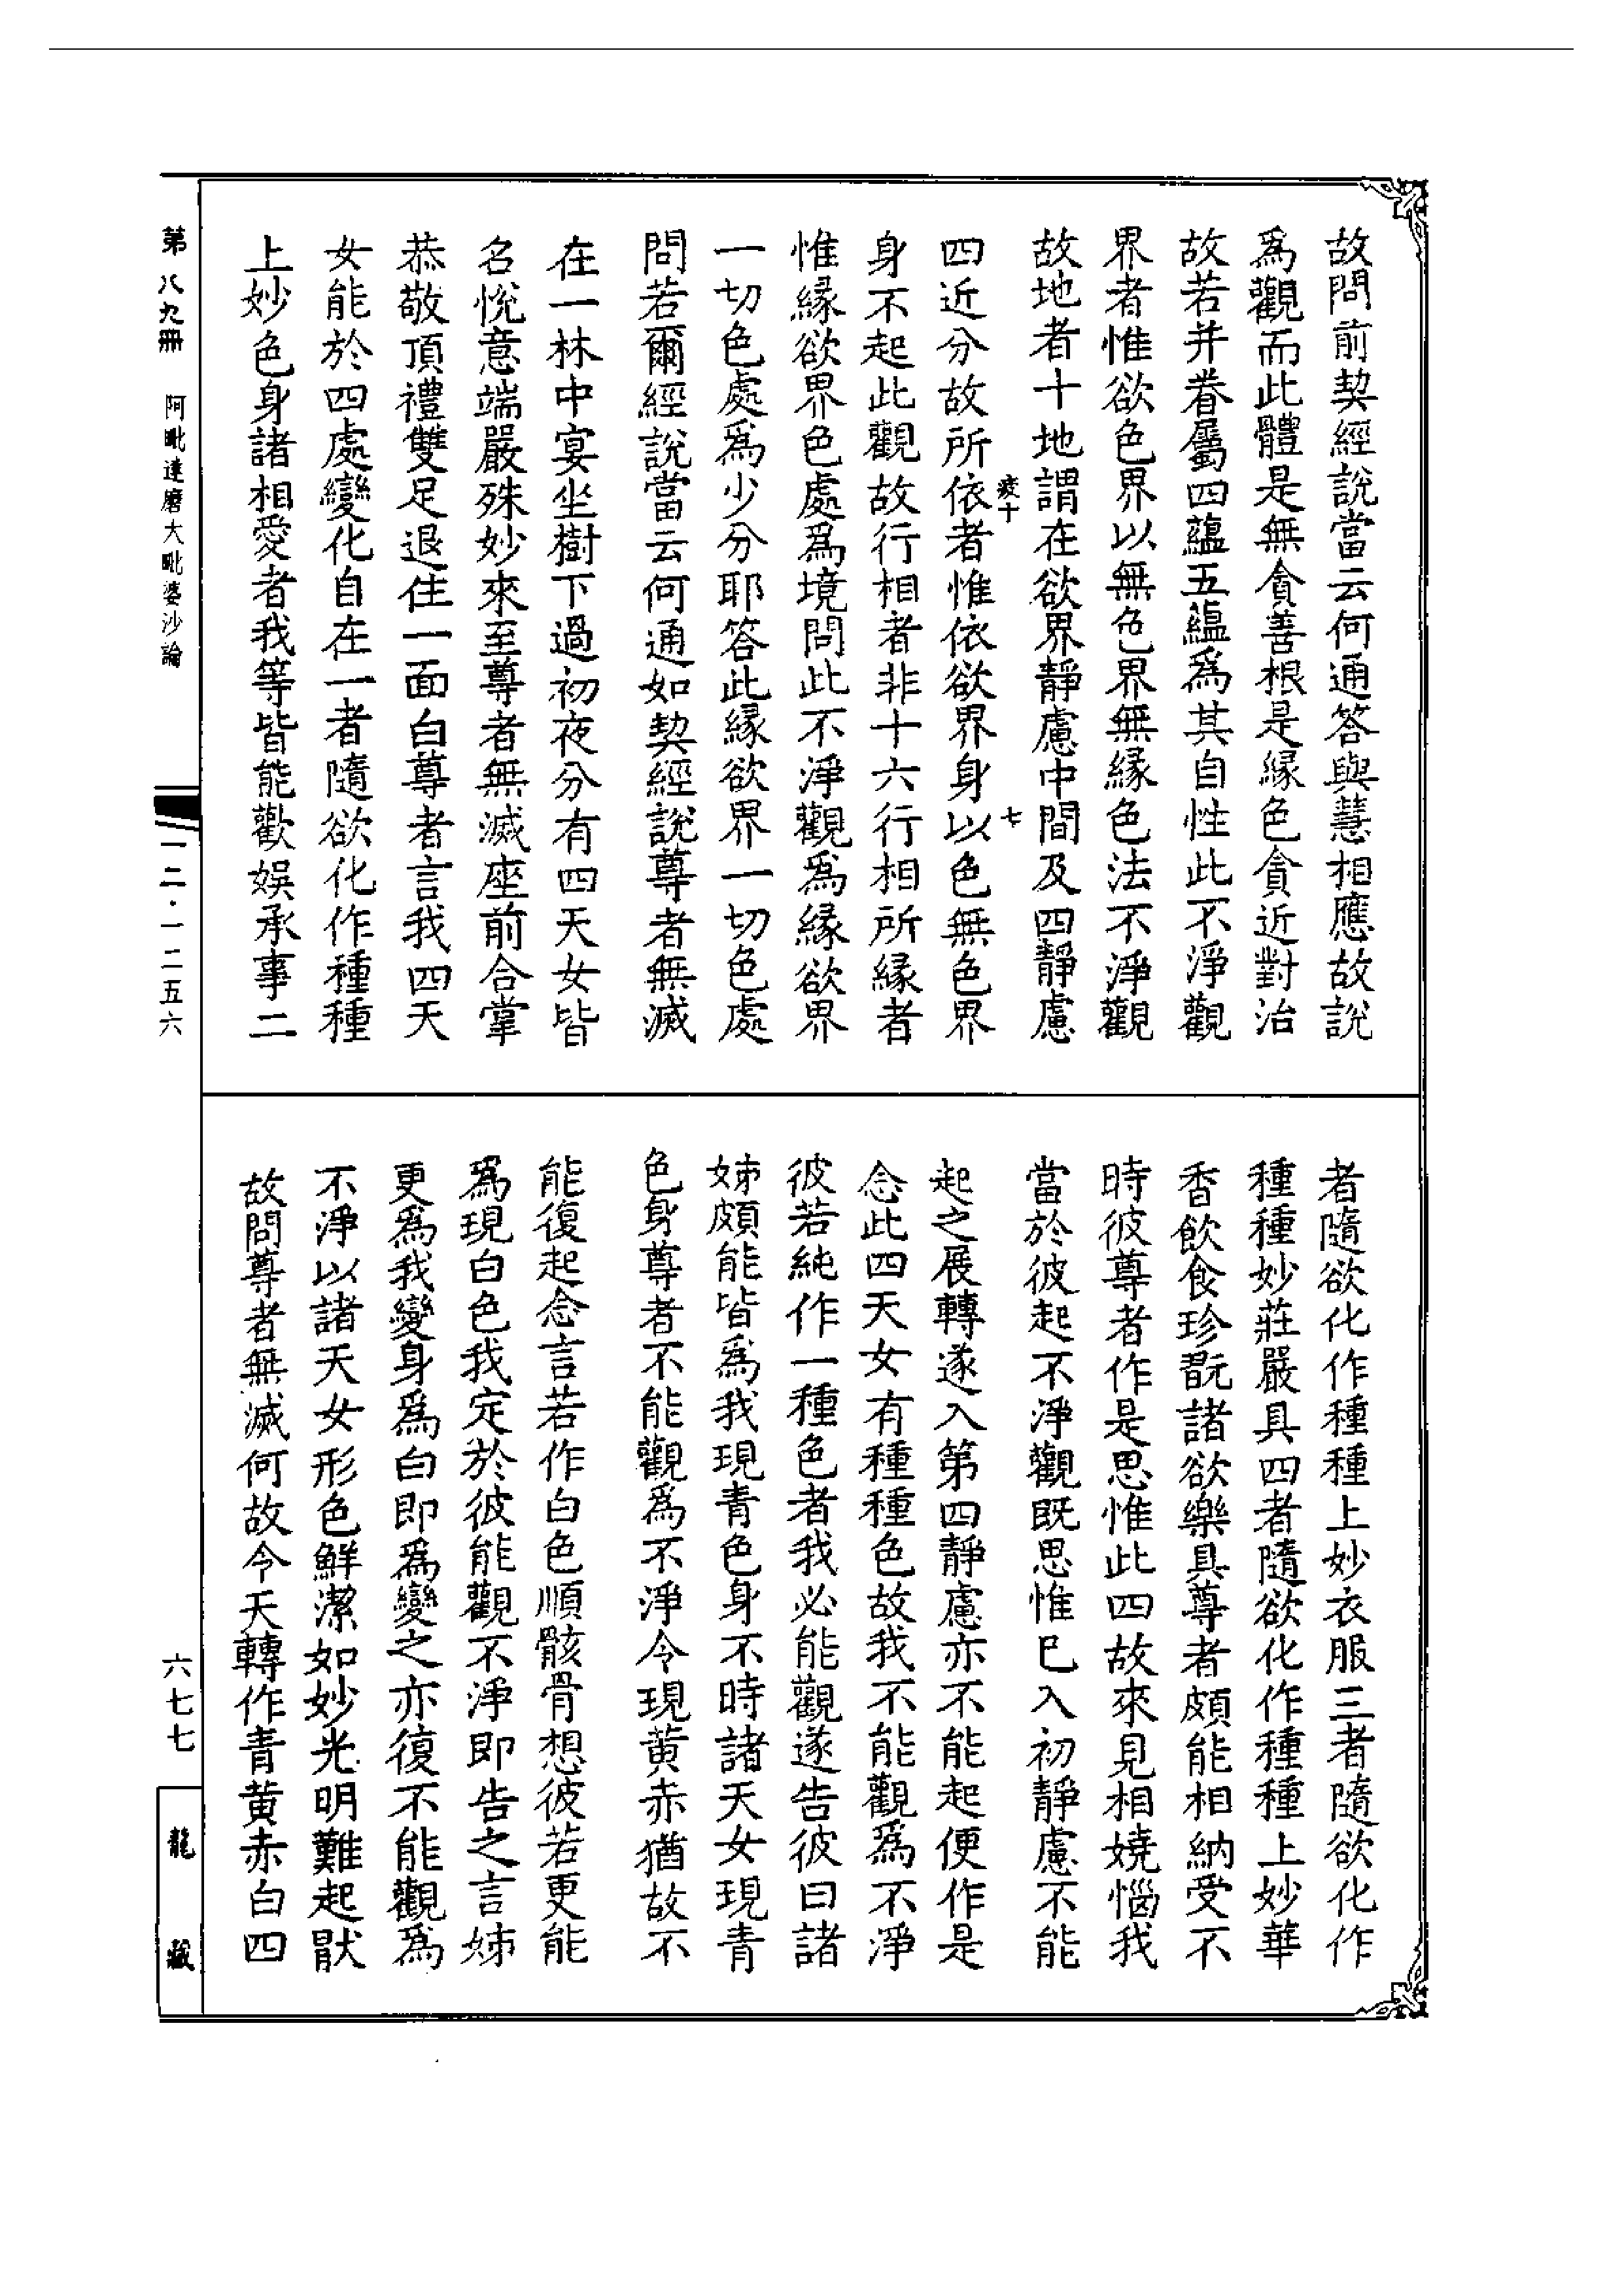 故問前契經說當云何通答與慧相應故說
爲觀而此體是無貪善根是緣色貪近對治
故若并眷屬四蘊五蘊爲其自性此不淨觀
界者惟欲色界以無色界無緣色法不淨觀
故地者十地謂在欲界靜慮中間及四靜慮
疲十
七
四近分故所依者惟依欲界身以色無色界
身不起此觀故行相者非十六行相所緣者
惟緣欲界色處爲境問此不淨觀爲緣欲界
一切色處爲少分耶答此緣欲界一切色處
問若爾經說當云何通如契經說尊者無滅
在一林中宴坐樹下過初夜分有四天女皆
名悅意端嚴殊妙來至尊者無滅座前合掌
恭敬頂禮雙足退住一面白尊者言我四天
女能於四處變化自在一者隨欲化作種種
上妙色身諸相愛者我等皆能歡娛承事二
者隨欲化作種種上妙衣服三者隨欲化作
種種妙莊嚴具四者隨欲化作種種上妙華
香飲食珍翫諸欲樂具尊者頗能相納受不
時彼尊者作是思惟此四故來見相嬈惱我
當於彼起不淨觀既思惟已入初靜慮不能
起之展轉遂入第四靜慮亦不能起便作是
念此四天女有種種色故我不能觀爲不淨
彼若純作一種色者我必能觀遂告彼曰諸
姊頗能皆爲我現青色身不時諸天女現青
色身尊者不能觀爲不淨令現黃赤猶故不
能復起念言若作白色順骸骨想彼若更能
爲現白色我定於彼能觀不淨即告之言姊
更爲我變身爲白即爲變之亦復不能觀爲
不淨以諸天女形色鮮潔如妙光明難起猒
故問尊者無滅何故令天轉作青黃赤白四
第八九冊 阿毗達磨大毗婆沙論
一二·一二五六
六七七
龍藏